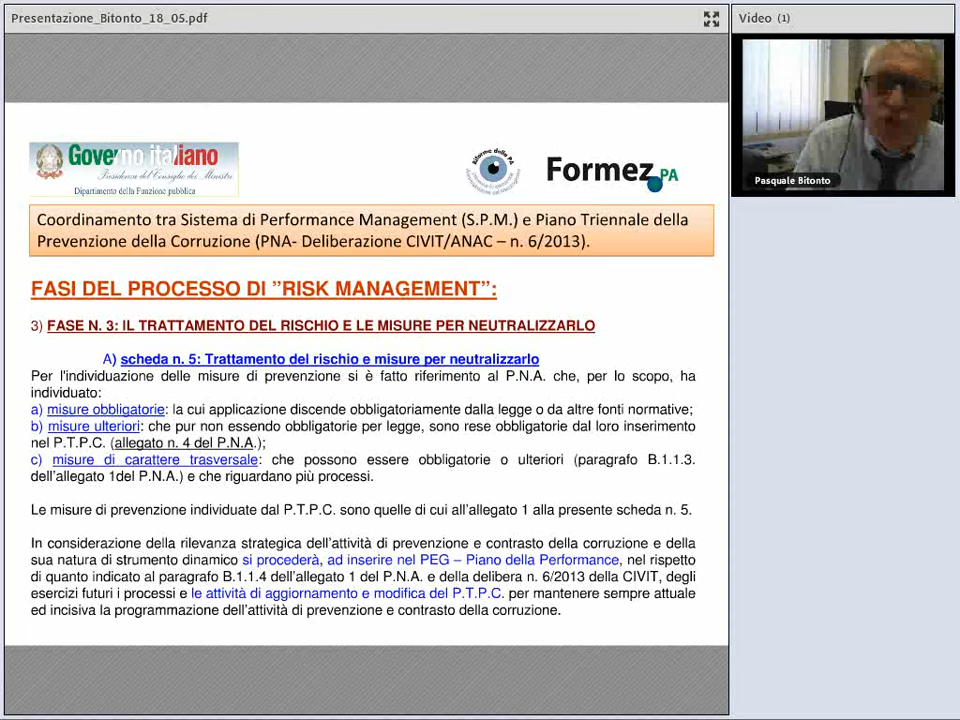 Presentazione_Bitonto_18_05.pdf
Video (1)
Pasquale Bitonto
Governo italiano
Presidenza del Consiglio dei Ministri
Dipartimento della Funzione pubblica
Riforme delle PA
Formez PA
Coordinamento tra Sistema di Performance Management (S.P.M.) e Piano Triennale della
Prevenzione della Corruzione (PNA- Deliberazione CIVIT/ANAC – n. 6/2013).
FASI DEL PROCESSO DI ”RISK MANAGEMENT”:
3) FASE N. 3: IL TRATTAMENTO DEL RISCHIO E LE MISURE PER NEUTRALIZZARLO
A) scheda n. 5: Trattamento del rischio e misure per neutralizzarlo
Per l'individuazione delle misure di prevenzione si è fatto riferimento al P.N.A. che, per lo scopo, ha
individuato:
a) misure obbligatorie: la cui applicazione discende obbligatoriamente dalla legge o da altre fonti normative;
b) misure ulteriori: che pur non essendo obbligatorie per legge, sono rese obbligatorie dal loro inserimento
nel P.T.P.C. (allegato n. 4 del P.N.A.);
c) misure di carattere trasversale: che possono essere obbligatorie o ulteriori (paragrafo B.1.1.3.
dell’allegato 1del P.N.A.) e che riguardano più processi.
Le misure di prevenzione individuate dal P.T.P.C. sono quelle di cui all’allegato 1 alla presente scheda n. 5.
In considerazione della rilevanza strategica dell’attività di prevenzione e contrasto della corruzione e della
sua natura di strumento dinamico si procederà, ad inserire nel PEG – Piano della Performance, nel rispetto
di quanto indicato al paragrafo B.1.1.4 dell’allegato 1 del P.N.A. e della delibera n. 6/2013 della CIVIT, degli
esercizi futuri i processi e le attività di aggiornamento e modifica del P.T.P.C. per mantenere sempre attuale
ed incisiva la programmazione dell’attività di prevenzione e contrasto della corruzione.